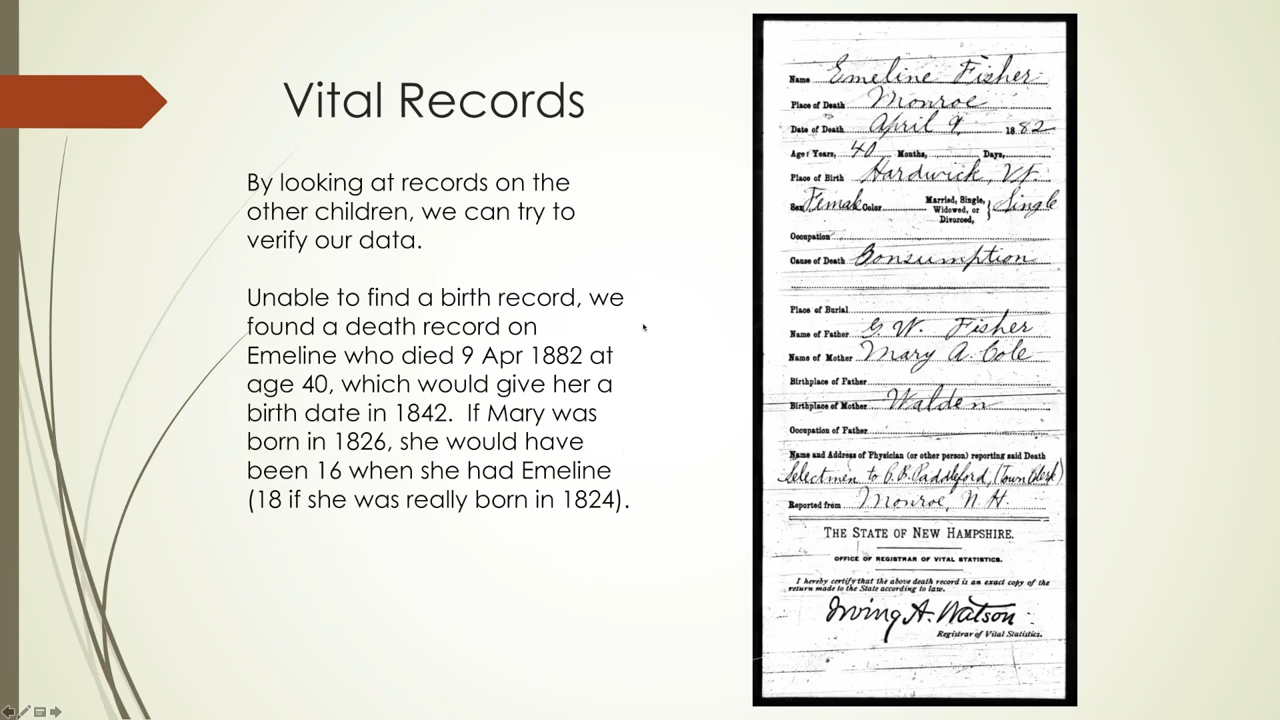 Vital Records
By looking at records on the
other children, we can try to
verify our data.
Unable to find a birth record, we
found a death record on
Emeline who died 9 Apr 1882 at
age 40, which would give her a
birth date in 1842. If Mary was
born in 1826, she would have
been 16 when she had Emeline
(18 if she was really born in 1824).
Name Emeline Fisher
Place of Death Monroe
Date of Death April 9, 1882
Age: Years, 40 Months, Days,
Place of Birth Hardwick, Vt.
Sex Female Color Married, Single, Widowed, or Divorced, Single
Occupation
Cause of Death Consumption
Place of Burial
Name of Father G. W. Fisher
Name of Mother Mary A. Cole
Birthplace of Father
Birthplace of Mother Walden
Occupation of Father
Name and Address of Physician (or other person) reporting said Death
Selectmen to Paddleford, (Town Clerk)
Reported from Monroe, N. H.
THE STATE OF NEW HAMPSHIRE.
OFFICE OF REGISTRAR OF VITAL STATISTICS.
I hereby certify that the above death record is an exact copy of the
return made to the State according to law.
Irving A. Watson
Registrar of Vital Statistics.